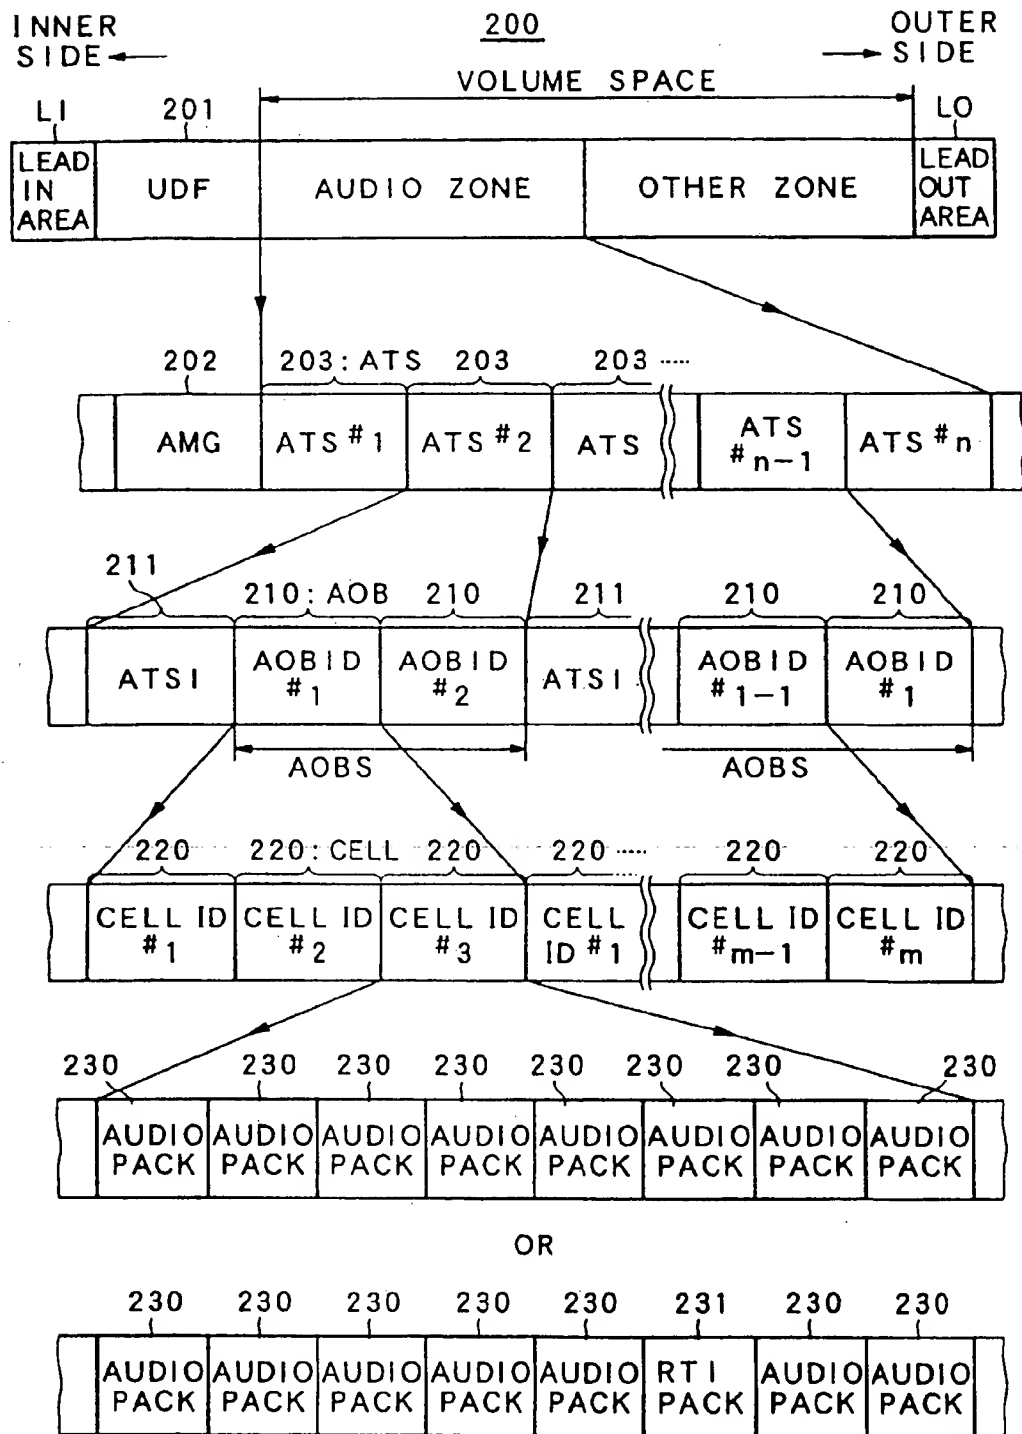 INNER SIDE
200
OUTER SIDE
VOLUME SPACE
LI 201 LO
LEAD IN AREA
UDF
AUDIO ZONE
OTHER ZONE
LEAD OUT AREA
202 203:ATS 203 203 .....
AMG
ATS #1
ATS #2
ATS
ATS #n-1
ATS #n
211 210:AOB 210 211 210 210
ATSI
AOBID #1
AOBID #2
ATSI
AOBID #1-1
AOBID #1
AOBS AOBS
220 220:CELL 220 220 ..... 220 220
CELL ID #1
CELL ID #2
CELL ID #3
CELL ID #1
CELL ID #m-1
CELL ID #m
230 230 230 230 230 230 230 230
AUDIO PACK
AUDIO PACK
AUDIO PACK
AUDIO PACK
AUDIO PACK
AUDIO PACK
AUDIO PACK
AUDIO PACK
OR
230 230 230 230 230 231 230 230
AUDIO PACK
AUDIO PACK
AUDIO PACK
AUDIO PACK
AUDIO PACK
RTI PACK
AUDIO PACK
AUDIO PACK